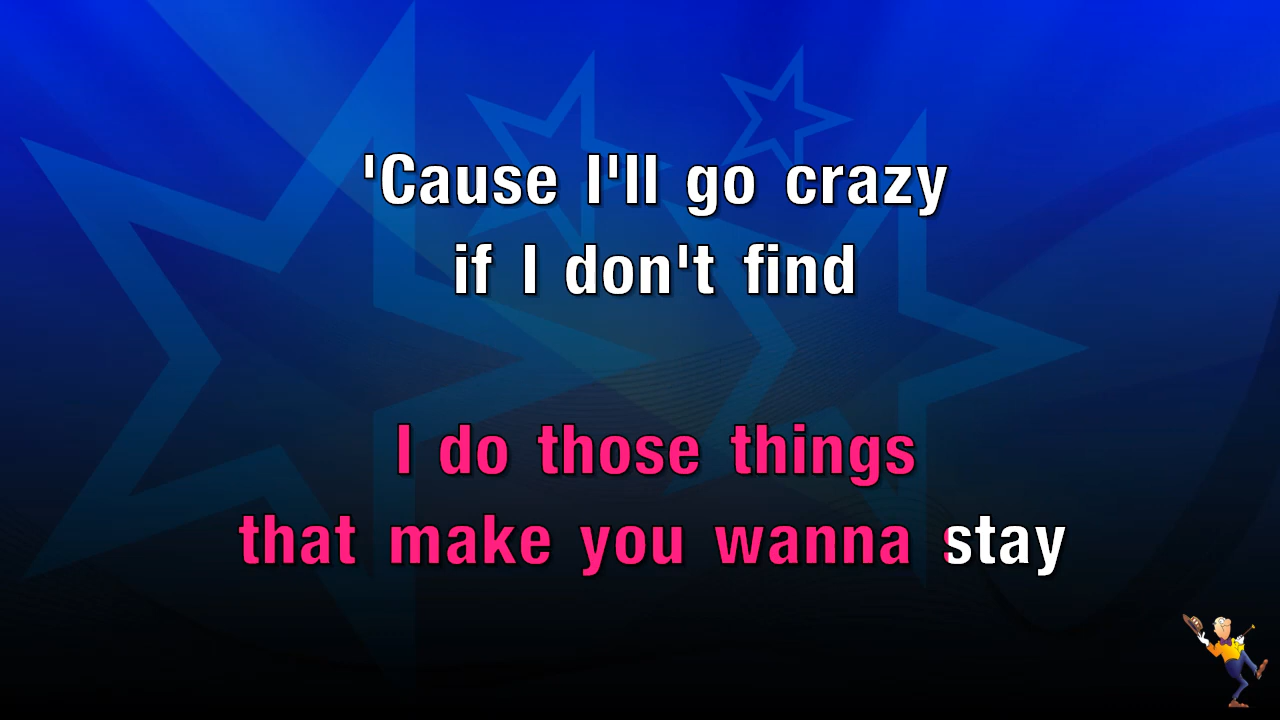 'Cause I'll go crazy
if I don't find
I do those things
that make you wanna stay